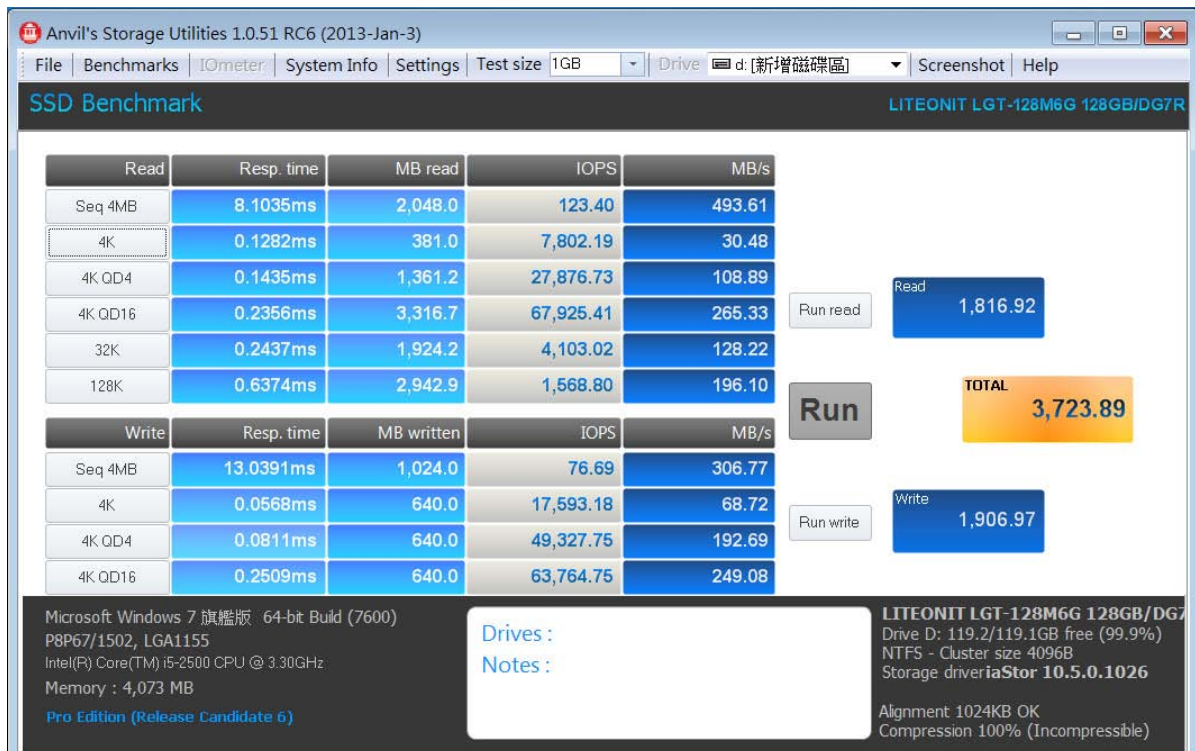 Anvil's Storage Utilities 1.0.51 RC6 (2013-Jan-3)
File Benchmarks IOmeter System Info Settings Test size 1GB Drive d: [新增磁碟區] Screenshot Help
SSD Benchmark LITEONIT LGT-128M6G 128GB/DG7R
Read Resp. time MB read IOPS MB/s
Seq 4MB 8.1035ms 2,048.0 123.40 493.61
4K 0.1282ms 381.0 7,802.19 30.48
4K QD4 0.1435ms 1,361.2 27,876.73 108.89
4K QD16 0.2356ms 3,316.7 67,925.41 265.33
32K 0.2437ms 1,924.2 4,103.02 128.22
128K 0.6374ms 2,942.9 1,568.80 196.10
Run read
Read
1,816.92
Run
TOTAL
3,723.89
Write Resp. time MB written IOPS MB/s
Seq 4MB 13.0391ms 1,024.0 76.69 306.77
4K 0.0568ms 640.0 17,593.18 68.72
4K QD4 0.0811ms 640.0 49,327.75 192.69
4K QD16 0.2509ms 640.0 63,764.75 249.08
Run write
Write
1,906.97
Microsoft Windows 7 旗艦版 64-bit Build (7600)
P8P67/1502, LGA1155
Intel(R) Core(TM) i5-2500 CPU @ 3.30GHz
Memory : 4,073 MB
Pro Edition (Release Candidate 6)
Drives :
Notes :
LITEONIT LGT-128M6G 128GB/DG7
Drive D: 119.2/119.1GB free (99.9%)
NTFS - Cluster size 4096B
Storage driveriaStor 10.5.0.1026
Alignment 1024KB OK
Compression 100% (Incompressible)